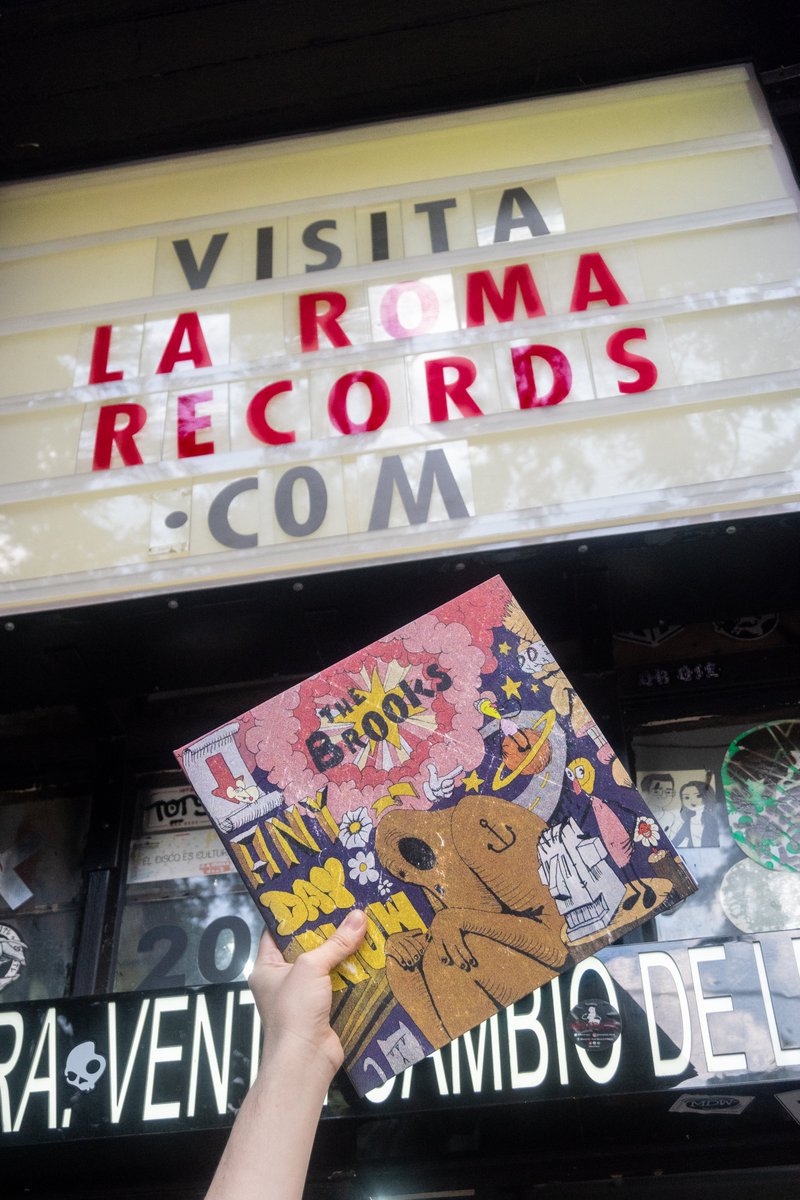 VISITA
LA ROMA
RECORDS
.COM
THE
BROOKS
ANY
DAY
NOW
EL DISCO ES CULTURA
20
RA. VENT
CAMBIO DE L
MDW